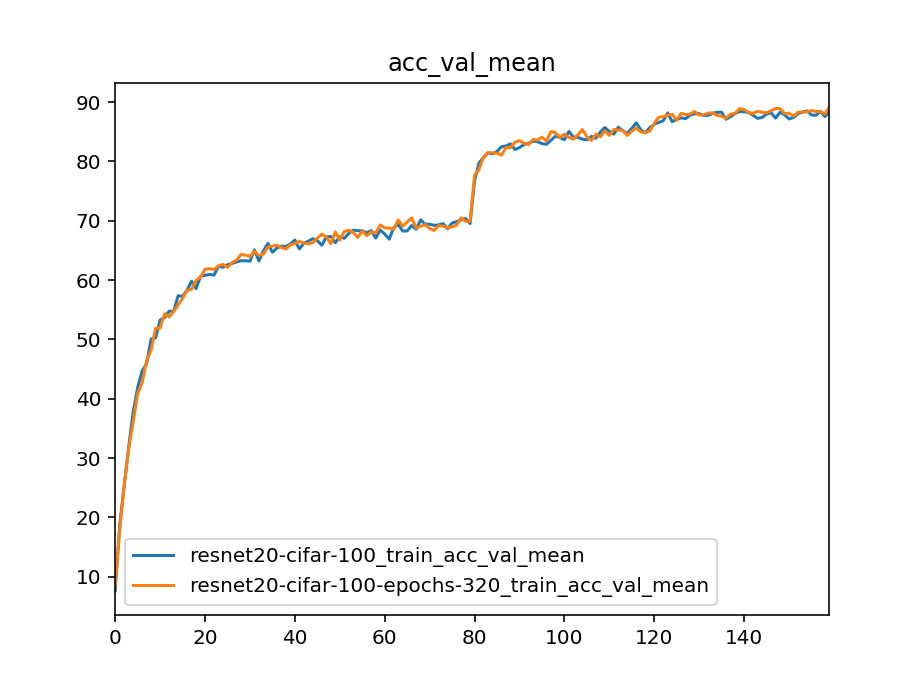 acc_val_mean
90
80
70
60
50
40
30
20
10
resnet20-cifar-100_train_acc_val_mean
resnet20-cifar-100-epochs-320_train_acc_val_mean
0 20 40 60 80 100 120 140